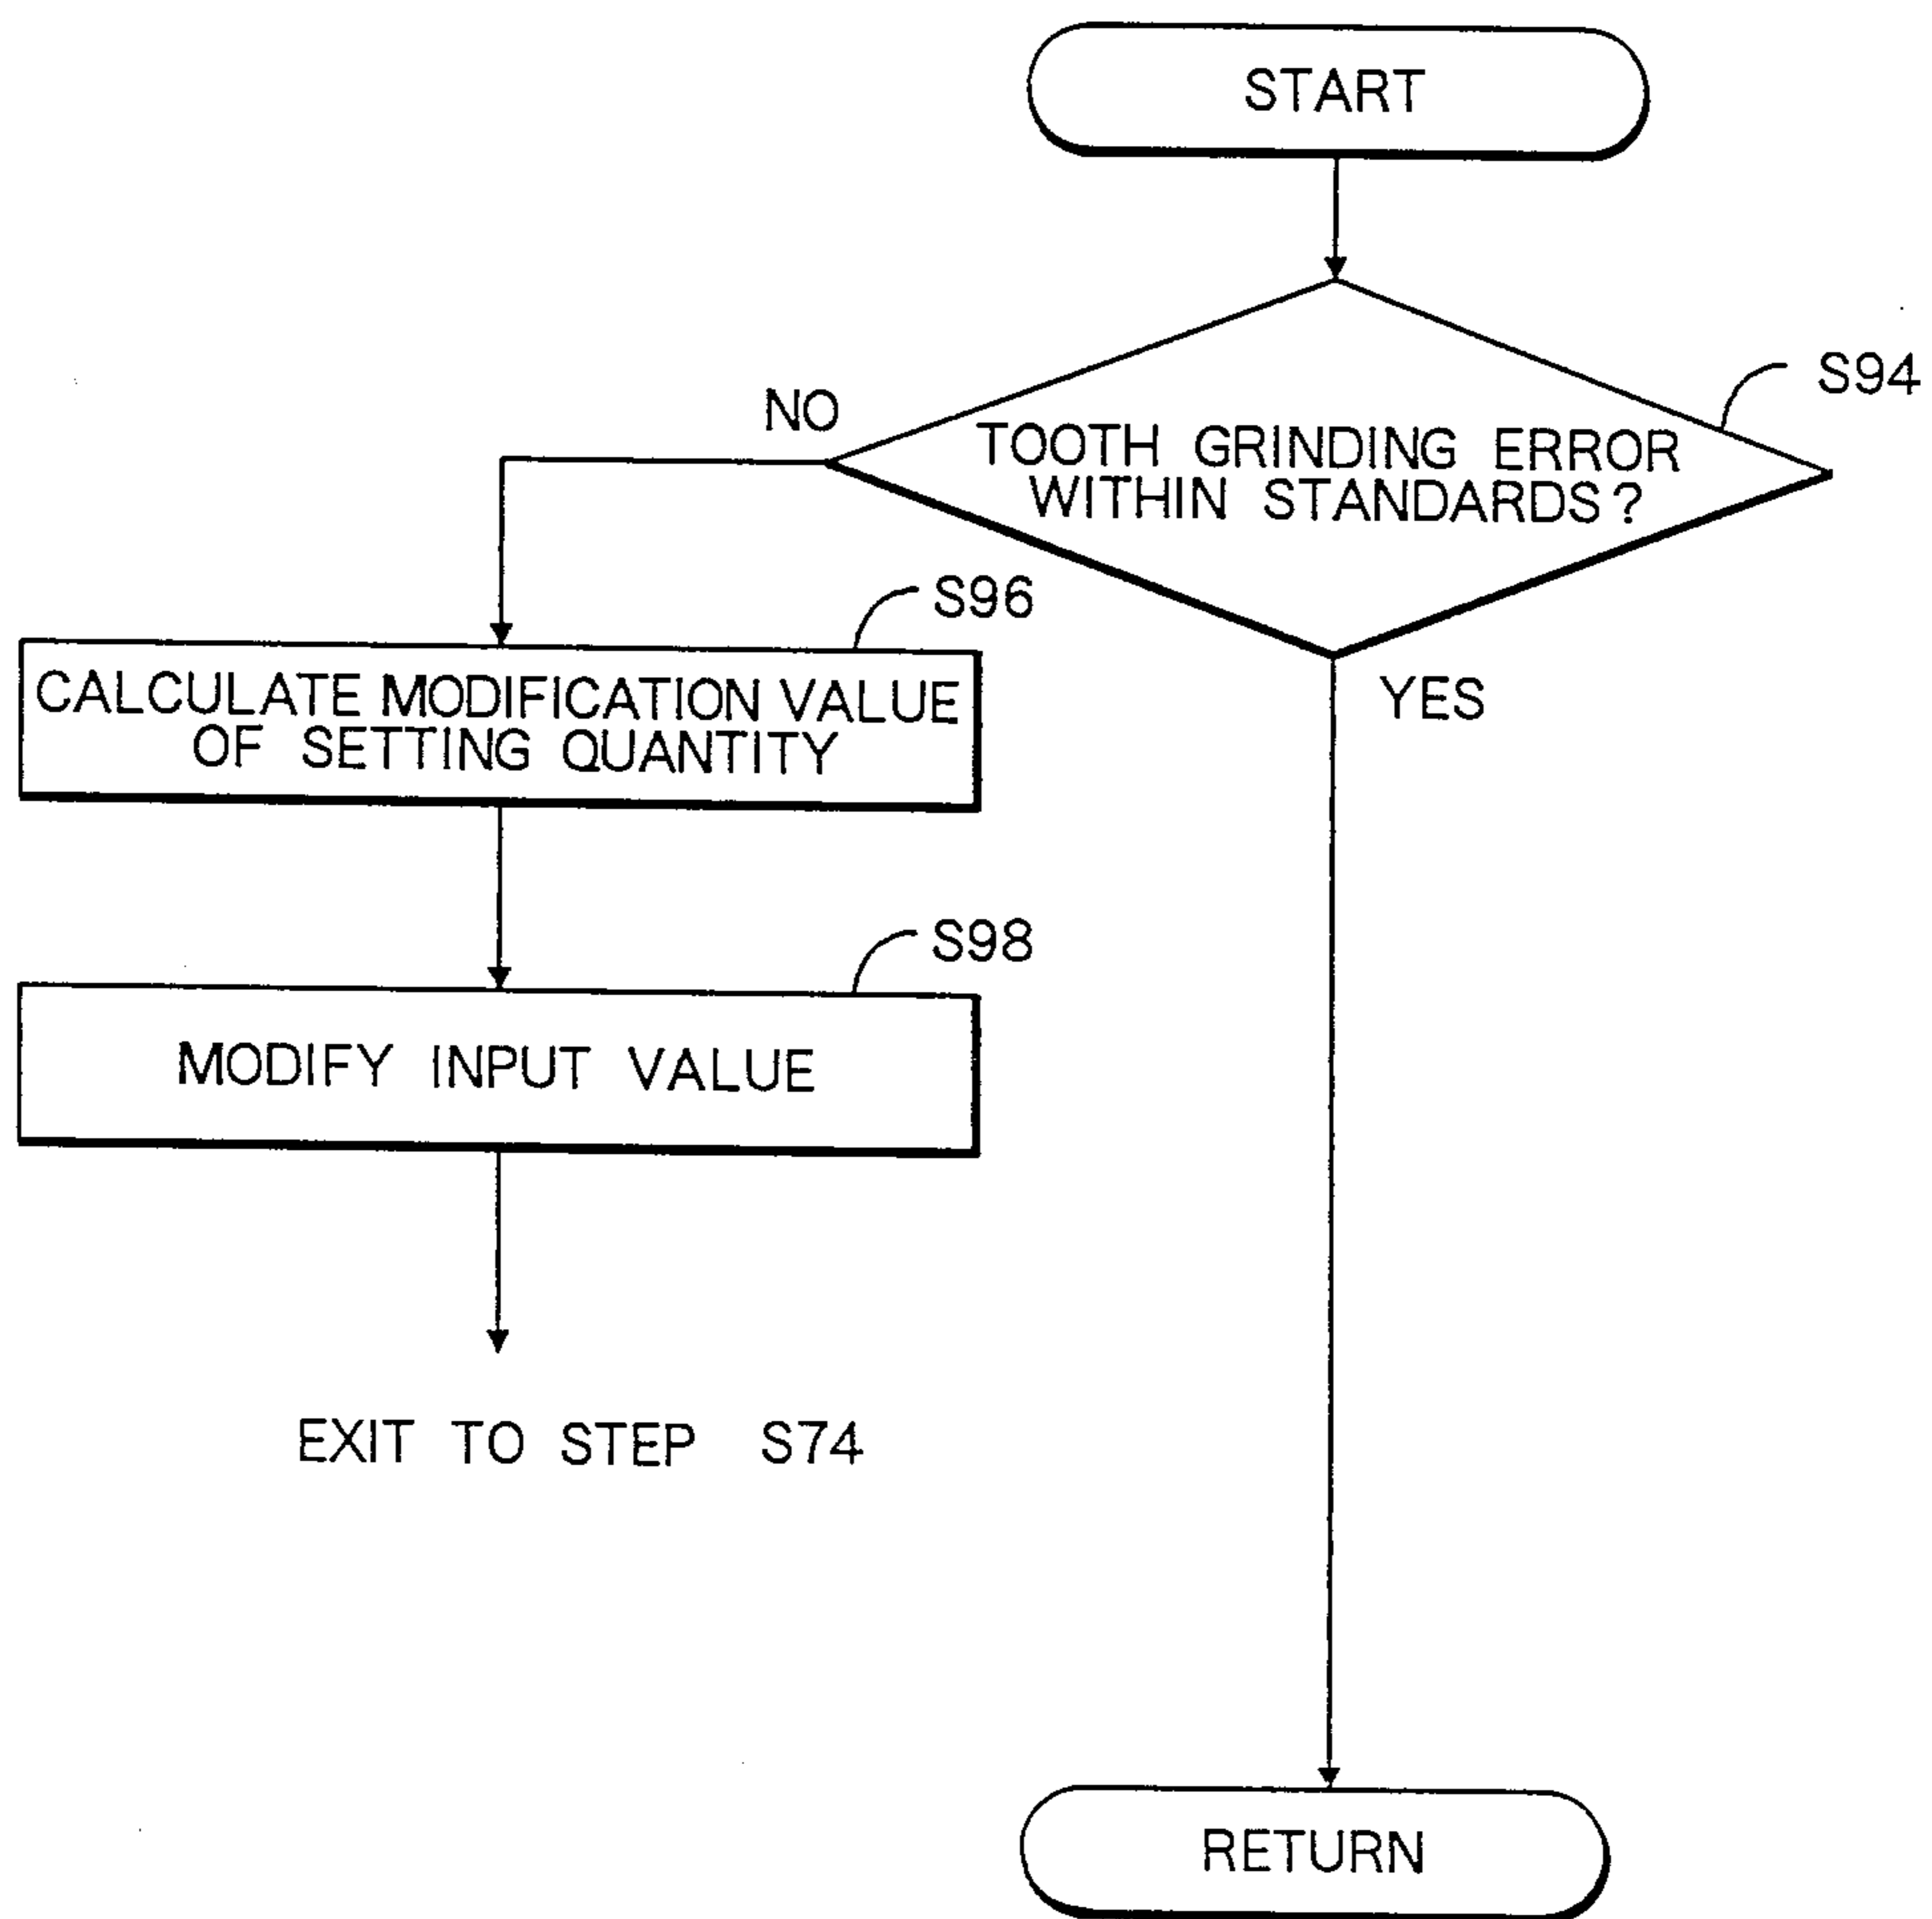 START
S94
NO
TOOTH GRINDING ERROR
WITHIN STANDARDS?
S96
CALCULATE MODIFICATION VALUE
OF SETTING QUANTITY
YES
S98
MODIFY INPUT VALUE
EXIT TO STEP S74
RETURN